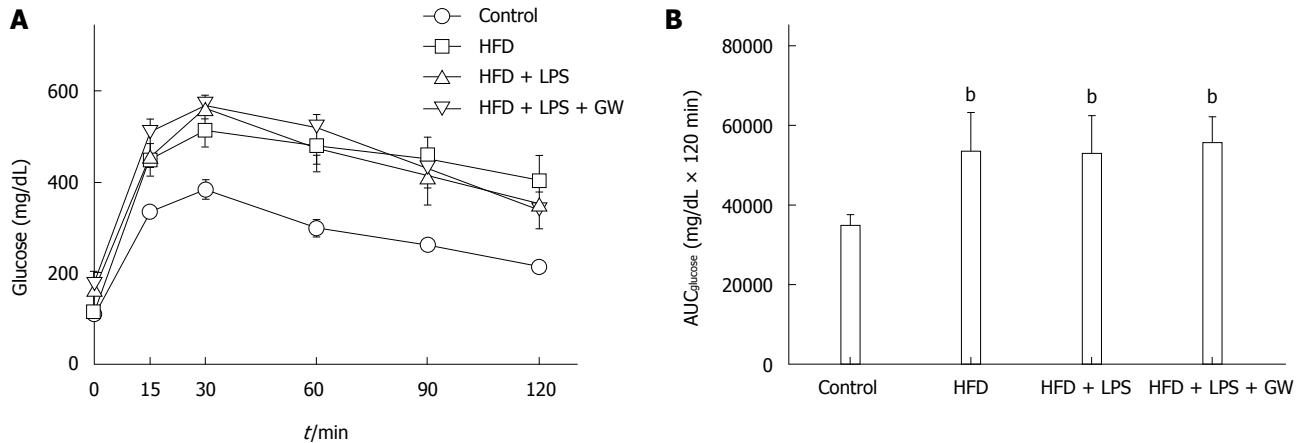 A
Control
HFD
HFD + LPS
HFD + LPS + GW
Glucose (mg/dL)
600
400
200
0
0 15 30 60 90 120
t/min
B
AUCglucose (mg/dL × 120 min)
80000
60000
40000
20000
0
b b b
Control HFD HFD + LPS HFD + LPS + GW